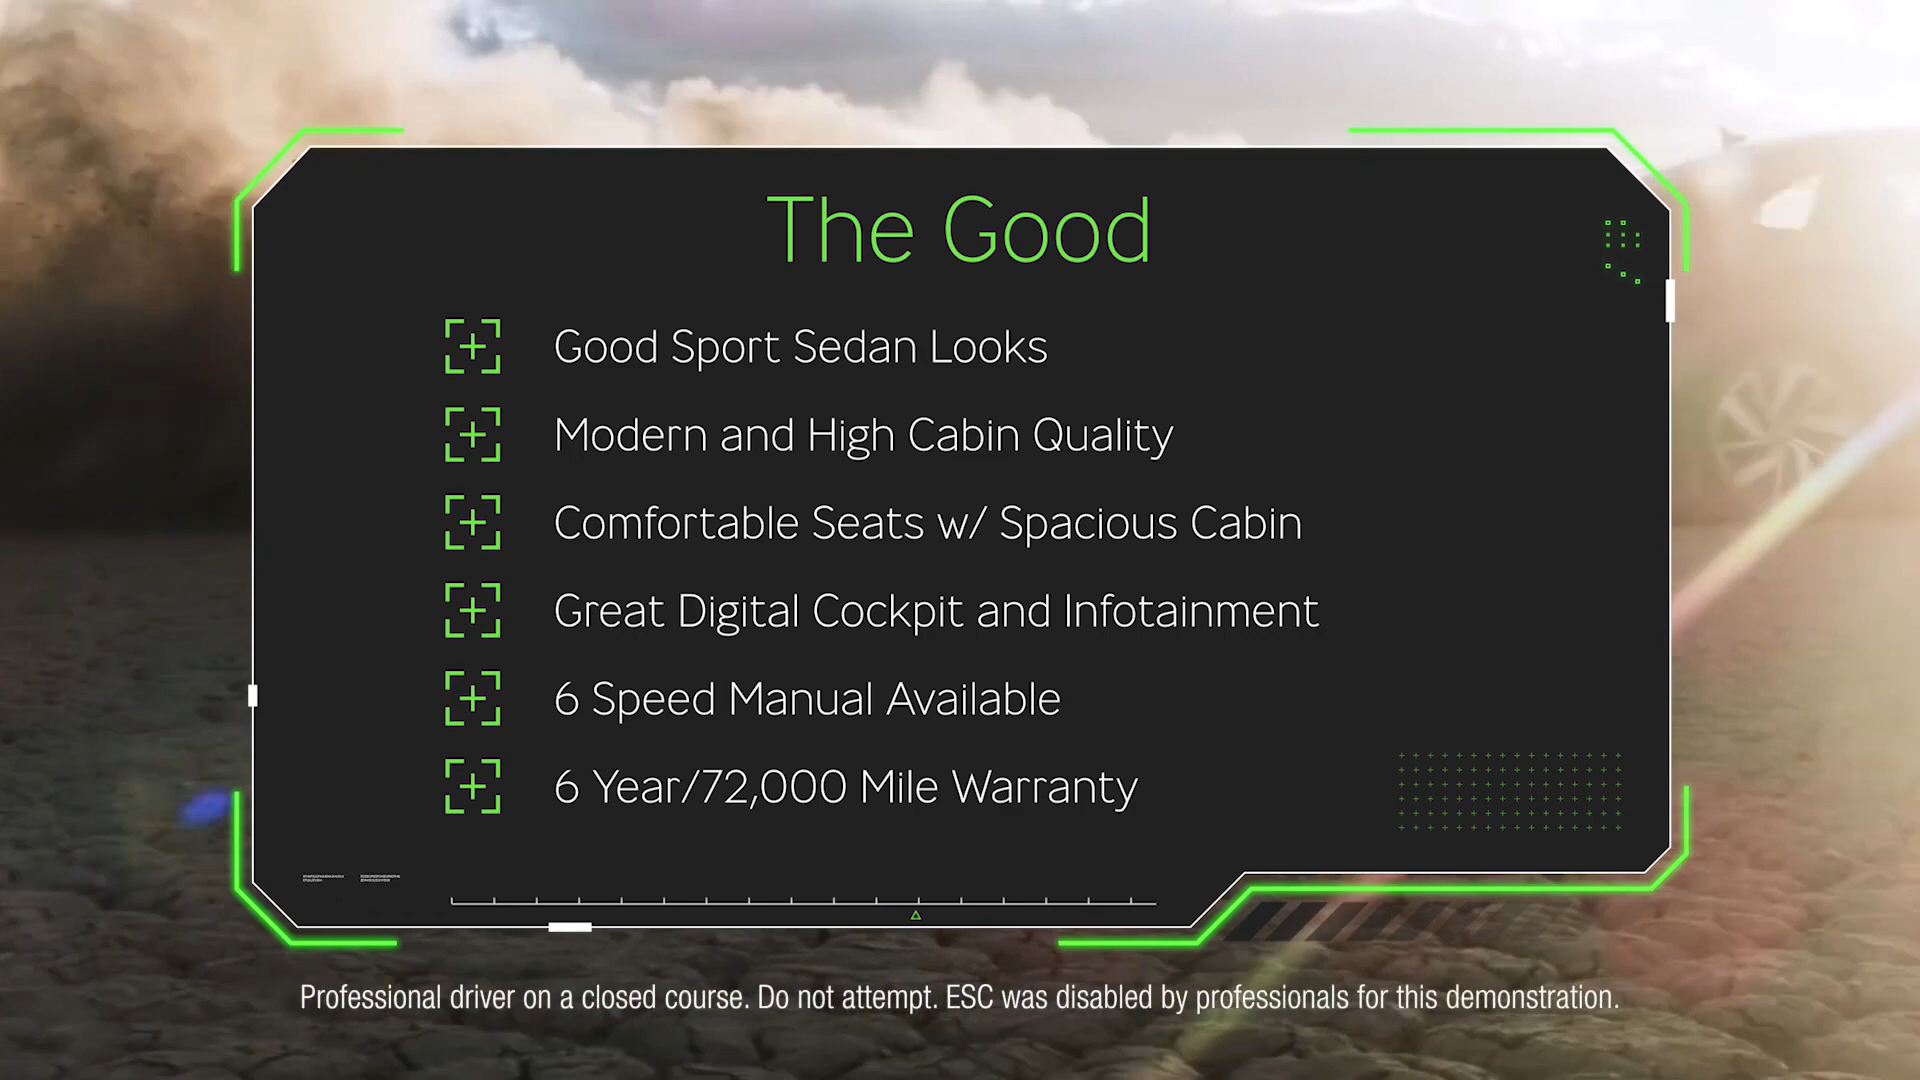 The Good
Good Sport Sedan Looks
Modern and High Cabin Quality
Comfortable Seats w/ Spacious Cabin
Great Digital Cockpit and Infotainment
6 Speed Manual Available
6 Year/72,000 Mile Warranty
Professional driver on a closed course. Do not attempt. ESC was disabled by professionals for this demonstration.